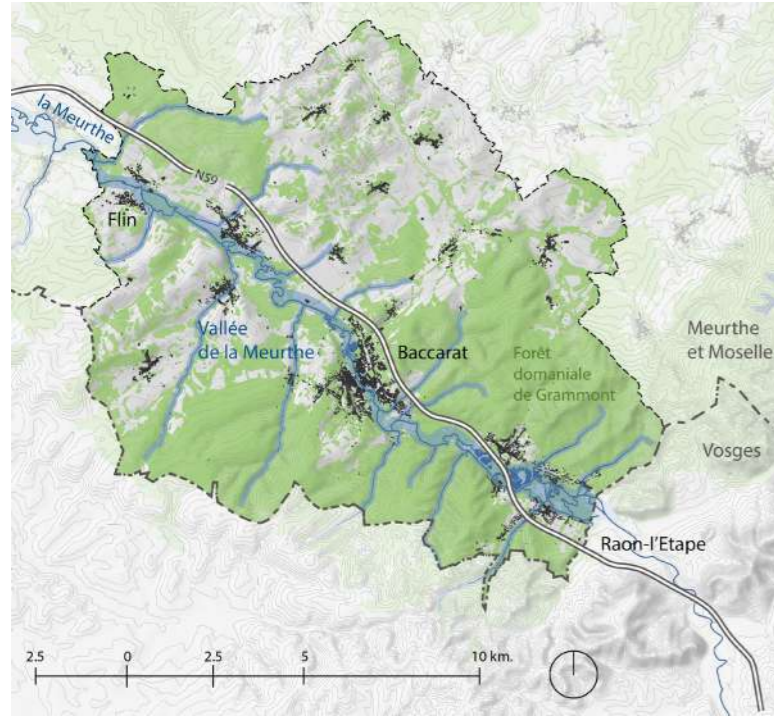 la Meurthe
N59
Flin
Vallée
de la Meurthe
Baccarat
Forêt
domaniale
de Grammont
Meurthe
et Moselle
Vosges
Raon-l'Etape
2.5 0 2.5 5 10 km.